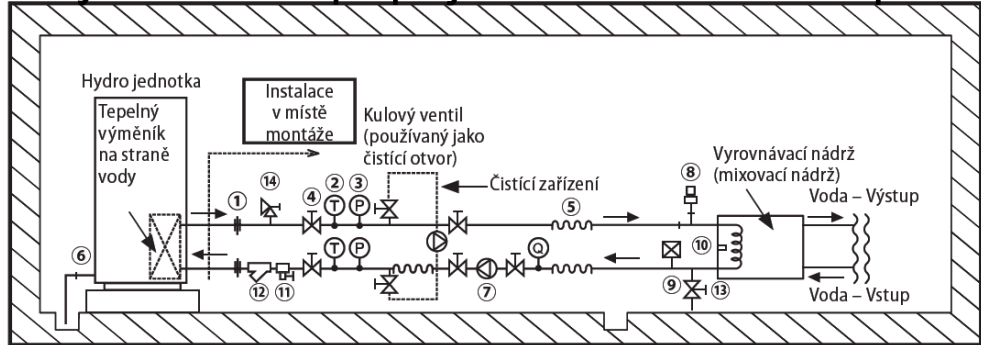 Hydro jednotka
Tepelný
výměník
na straně
vody
Instalace
v místě
montáže
Kulový ventil
(používaný jako
čistící otvor)
Čistící zařízení
Vyrovnávací nádrž
(mixovací nádrž)
Voda – Výstup
Voda – Vstup
① ⑭ ④ ② ③ ⑤ ⑧
T P
⑥ ⑩
T P Q
⑫ ⑪ ⑦ ⑨ ⑬